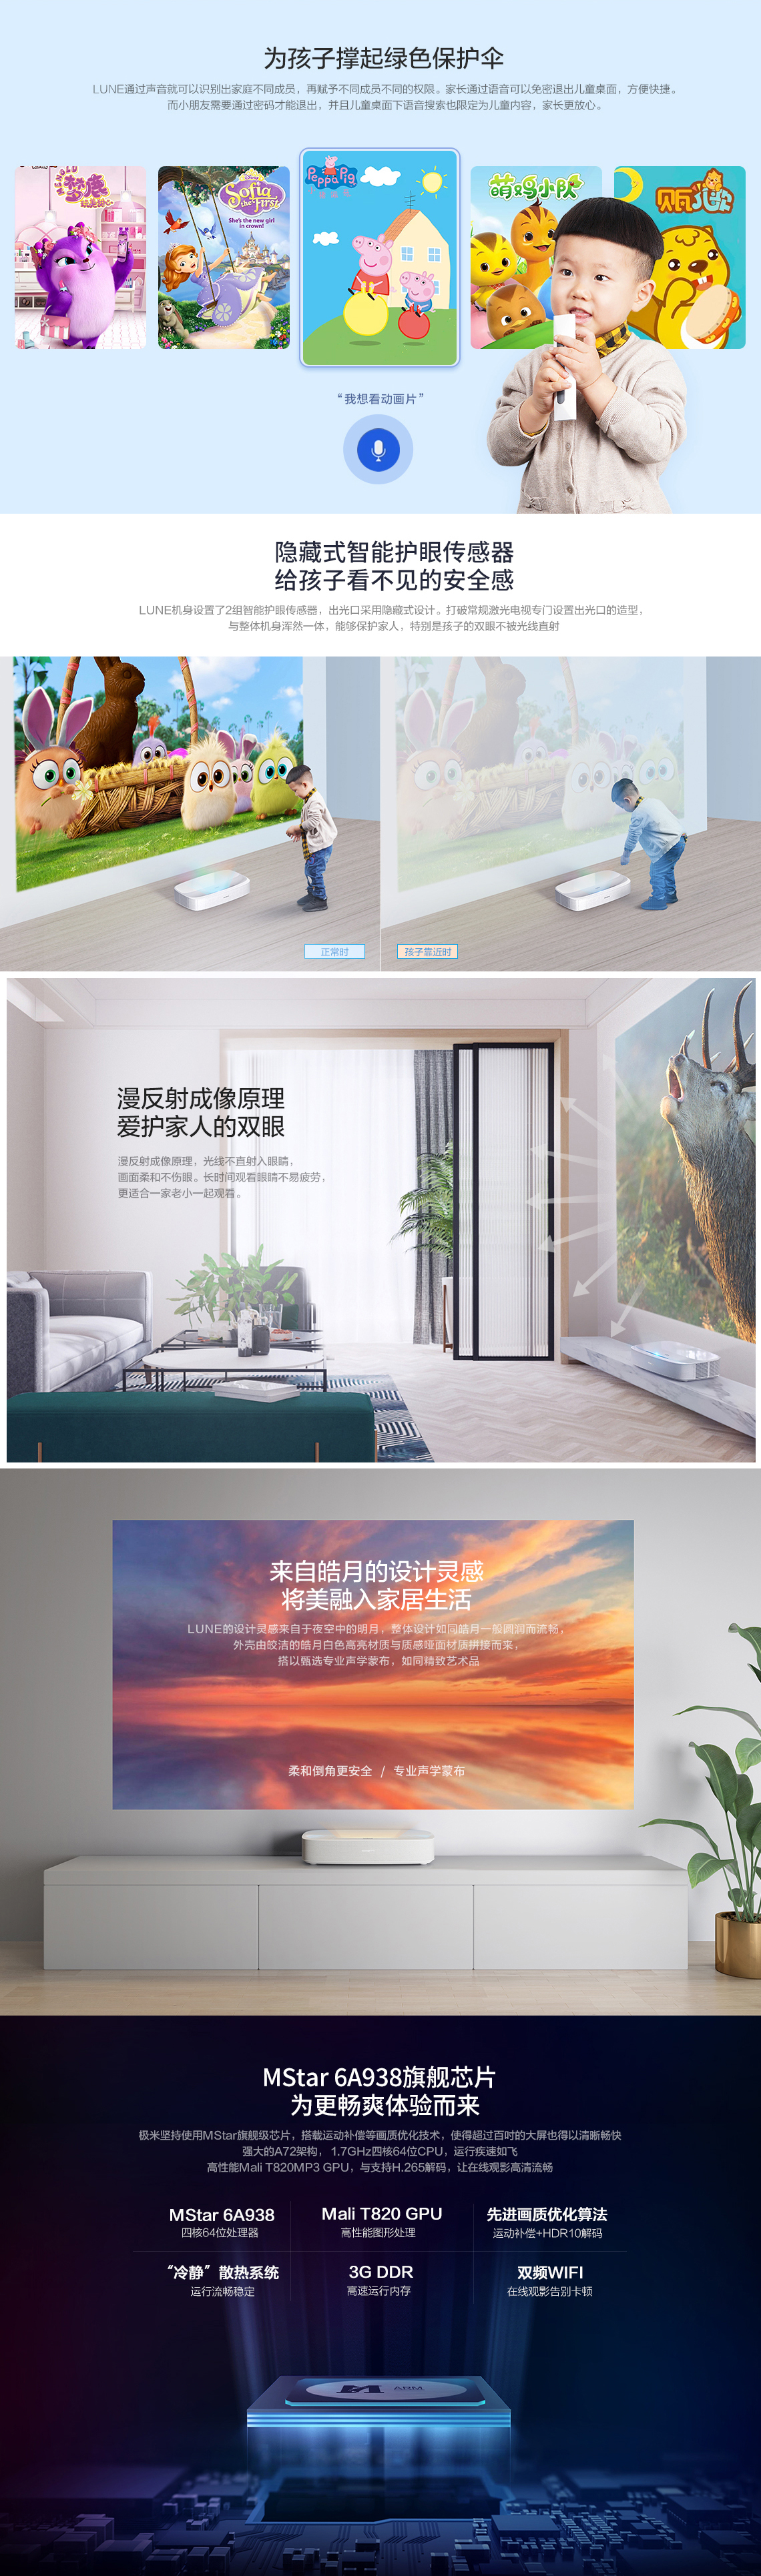 为孩子撑起绿色保护伞
LUNE通过声音就可以识别出家庭不同成员，再赋予不同成员不同的权限。家长通过语音可以免密退出儿童桌面，方便快捷。
而小朋友需要通过密码才能退出，并且儿童桌面下语音搜索也限定为儿童内容，家长更放心。
Disney
Sofia
the First
She's the new girl
in crown!
Peppa Pig
萌鸡小队
贝瓦儿歌
“我想看动画片”
隐藏式智能护眼传感器
给孩子看不见的安全感
LUNE机身设置了2组智能护眼传感器，出光口采用隐藏式设计。打破常规激光电视专门设置出光口的造型，
与整体机身浑然一体，能够保护家人，特别是孩子的双眼不被光线直射
正常时
孩子靠近时
漫反射成像原理
爱护家人的双眼
漫反射成像原理，光线不直射入眼睛，
画面柔和不伤眼。长时间观看眼睛不易疲劳，
更适合一家老小一起观看。
来自皓月的设计灵感
将美融入家居生活
LUNE的设计灵感来自于夜空中的明月，整体设计如同皓月一般圆润而流畅，
外壳由皎洁的皓月白色高亮材质与质感哑面材质拼接而来，
搭以甄选专业声学蒙布，如同精致艺术品
柔和倒角更安全 / 专业声学蒙布
MStar 6A938旗舰芯片
为更畅爽体验而来
极米坚持使用MStar旗舰级芯片，搭载运动补偿等画质优化技术，使得超过百吋的大屏也得以清晰畅快
强大的A72架构，1.7GHz四核64位CPU，运行疾速如飞
高性能Mali T820MP3 GPU，与支持H.265解码，让在线观影高清流畅
MStar 6A938
四核64位处理器
Mali T820 GPU
高性能图形处理
先进画质优化算法
运动补偿+HDR10解码
“冷静”散热系统
运行流畅稳定
3G DDR
高速运行内存
双频WIFI
在线观影告别卡顿
ARM